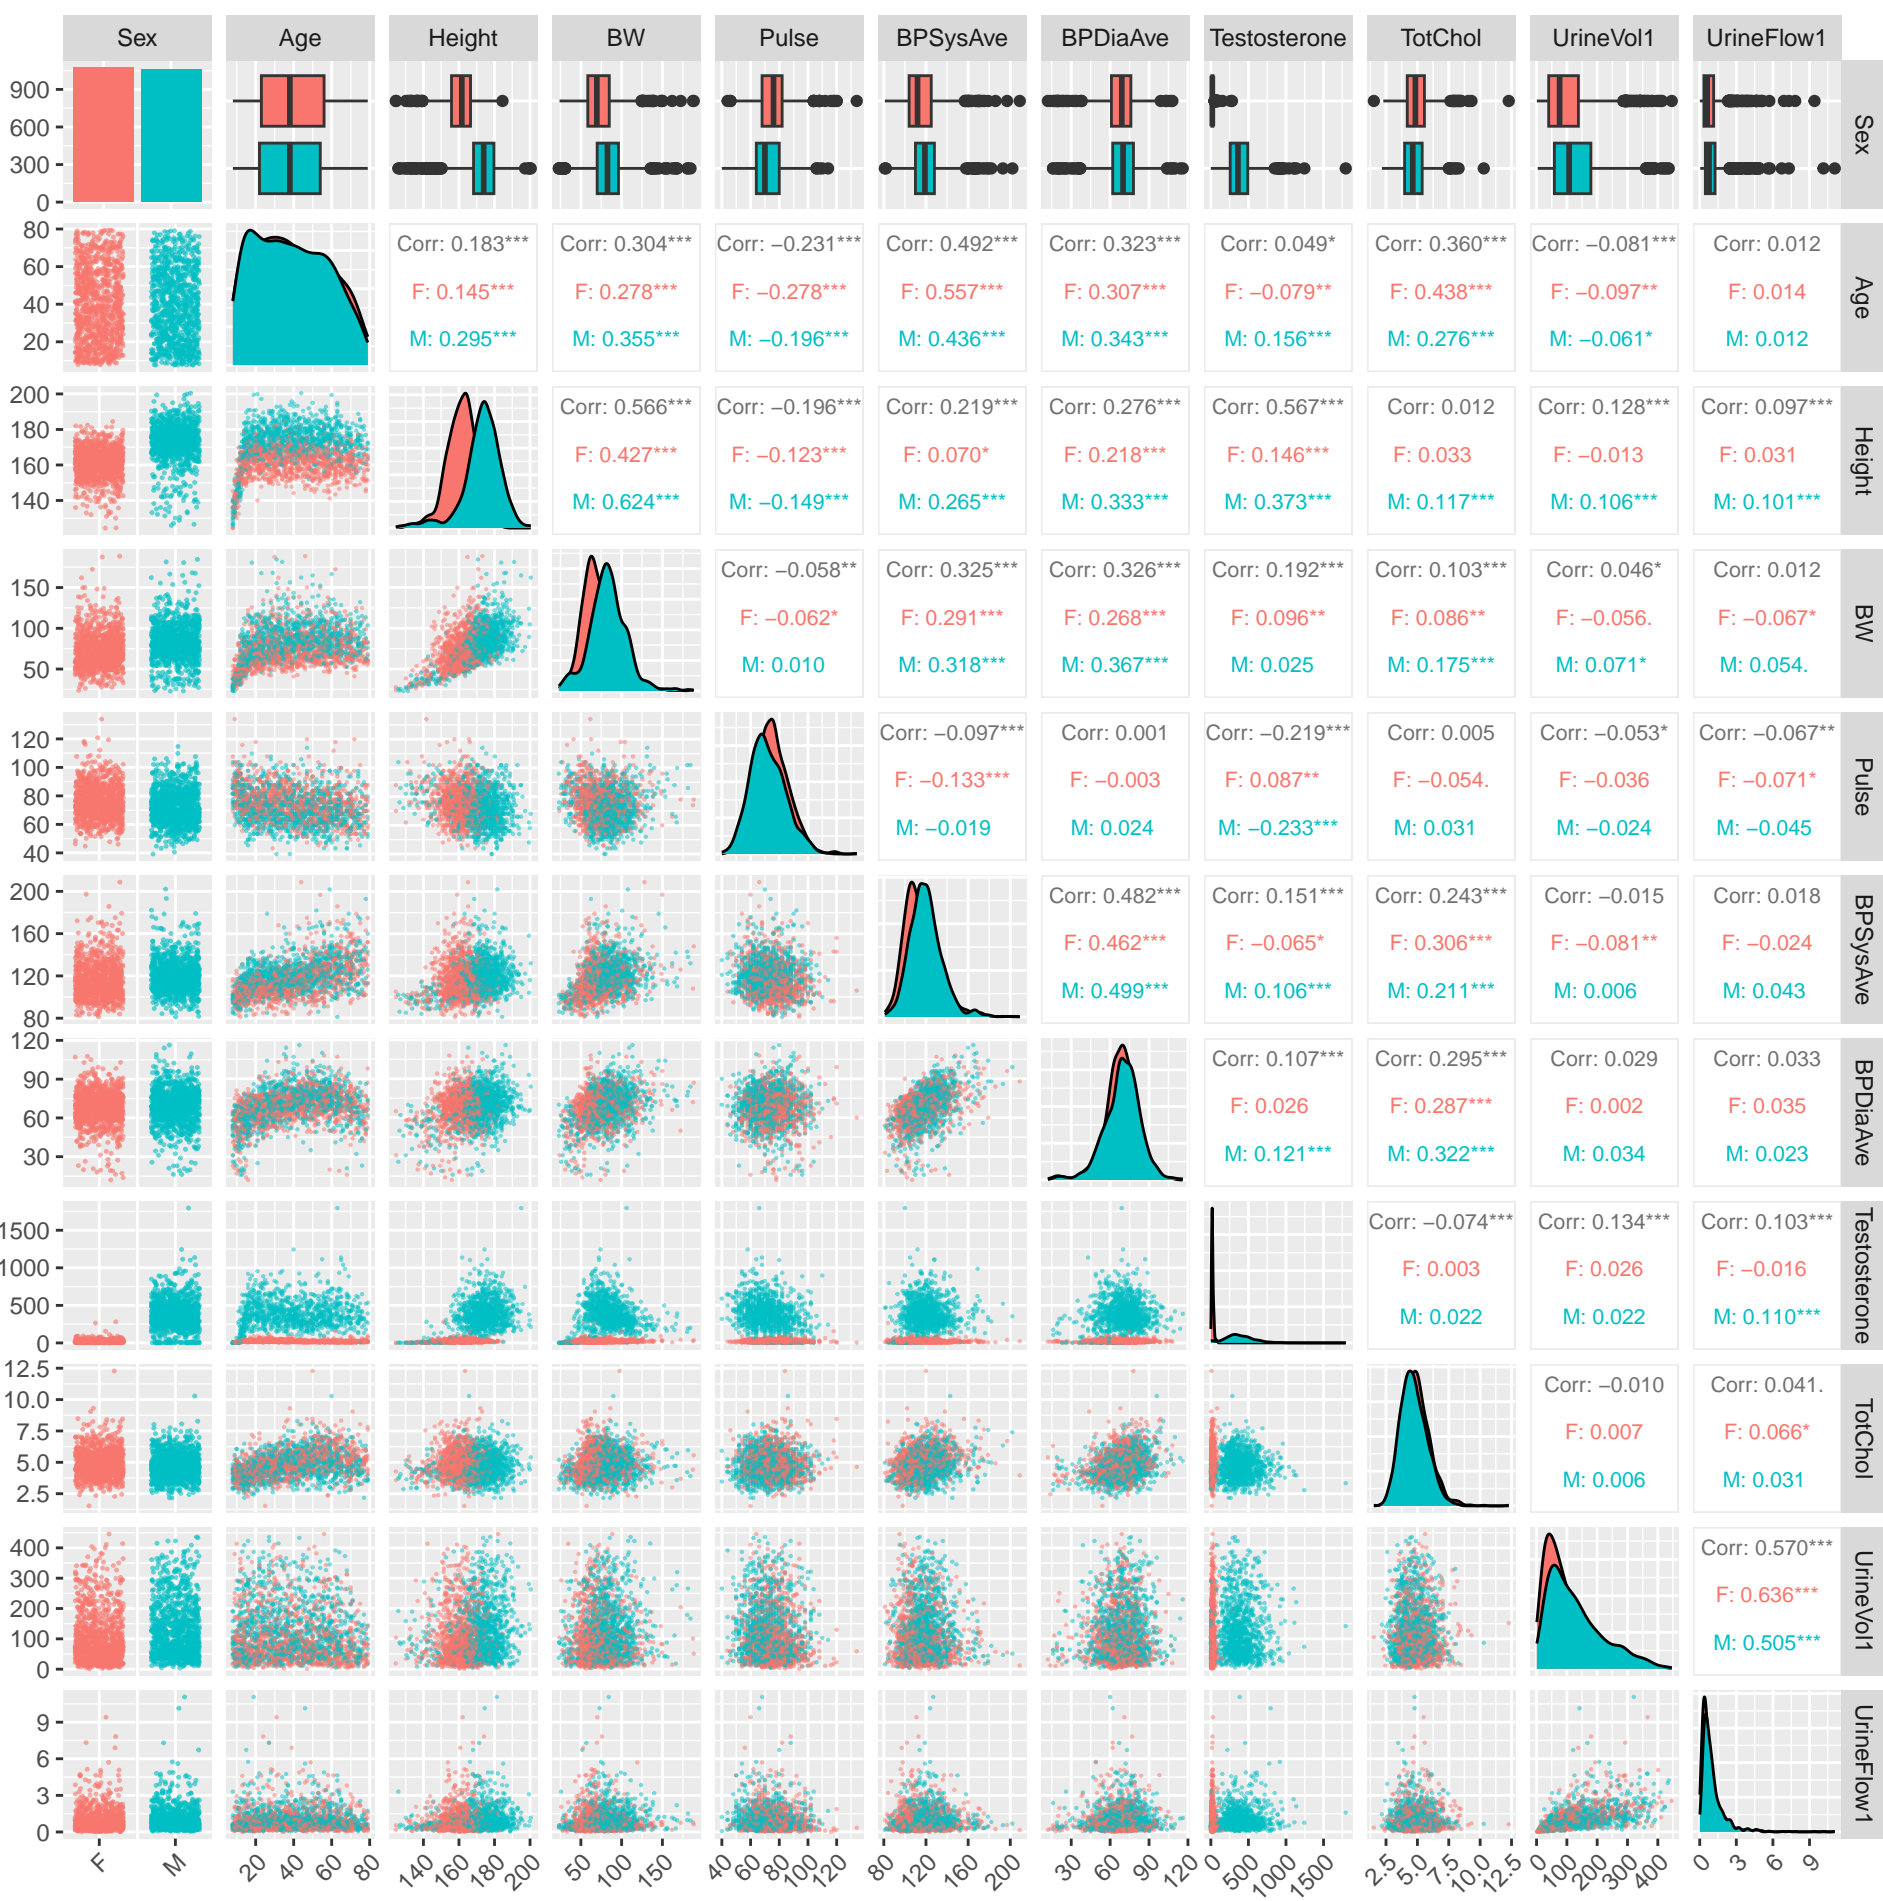 Sex Age Height BW Pulse BPSysAve BPDiaAve Testosterone TotChol UrineVol1 UrineFlow1
900
600
300
0
Sex
80
60
40
20
Corr: 0.183*** Corr: 0.304*** Corr: −0.231*** Corr: 0.492*** Corr: 0.323*** Corr: 0.049* Corr: 0.360*** Corr: −0.081*** Corr: 0.012
F: 0.145*** F: 0.278*** F: −0.278*** F: 0.557*** F: 0.307*** F: −0.079** F: 0.438*** F: −0.097** F: 0.014
M: 0.295*** M: 0.355*** M: −0.196*** M: 0.436*** M: 0.343*** M: 0.156*** M: 0.276*** M: −0.061* M: 0.012
Age
200
180
160
140
Corr: 0.566*** Corr: −0.196*** Corr: 0.219*** Corr: 0.276*** Corr: 0.567*** Corr: 0.012 Corr: 0.128*** Corr: 0.097***
F: 0.427*** F: −0.123*** F: 0.070* F: 0.218*** F: 0.146*** F: 0.033 F: −0.013 F: 0.031
M: 0.624*** M: −0.149*** M: 0.265*** M: 0.333*** M: 0.373*** M: 0.117*** M: 0.106*** M: 0.101***
Height
150
100
50
Corr: −0.058** Corr: 0.325*** Corr: 0.326*** Corr: 0.192*** Corr: 0.103*** Corr: 0.046* Corr: 0.012
F: −0.062* F: 0.291*** F: 0.268*** F: 0.096** F: 0.086** F: −0.056. F: −0.067*
M: 0.010 M: 0.318*** M: 0.367*** M: 0.025 M: 0.175*** M: 0.071* M: 0.054.
BW
120
100
80
60
40
Corr: −0.097*** Corr: 0.001 Corr: −0.219*** Corr: 0.005 Corr: −0.053* Corr: −0.067**
F: −0.133*** F: −0.003 F: 0.087** F: −0.054. F: −0.036 F: −0.071*
M: −0.019 M: 0.024 M: −0.233*** M: 0.031 M: −0.024 M: −0.045
Pulse
200
160
120
80
Corr: 0.482*** Corr: 0.151*** Corr: 0.243*** Corr: −0.015 Corr: 0.018
F: 0.462*** F: −0.065* F: 0.306*** F: −0.081** F: −0.024
M: 0.499*** M: 0.106*** M: 0.211*** M: 0.006 M: 0.043
BPSysAve
120
90
60
30
Corr: 0.107*** Corr: 0.295*** Corr: 0.029 Corr: 0.033
F: 0.026 F: 0.287*** F: 0.002 F: 0.035
M: 0.121*** M: 0.322*** M: 0.034 M: 0.023
BPDiaAve
1500
1000
500
0
Corr: −0.074*** Corr: 0.134*** Corr: 0.103***
F: 0.003 F: 0.026 F: −0.016
M: 0.022 M: 0.022 M: 0.110***
Testosterone
12.5
10.0
7.5
5.0
2.5
Corr: −0.010 Corr: 0.041.
F: 0.007 F: 0.066*
M: 0.006 M: 0.031
TotChol
400
300
200
100
0
Corr: 0.570***
F: 0.636***
M: 0.505***
UrineVol1
9
6
3
0
UrineFlow1
F M 20 40 60 80 140 160 180 200 50 100 150 40 60 80 100 120 80 120 160 200 30 60 90 120 0 500 1000 1500 2.5 5.0 7.5 10.0 12.5 0 100 200 300 400 0 3 6 9